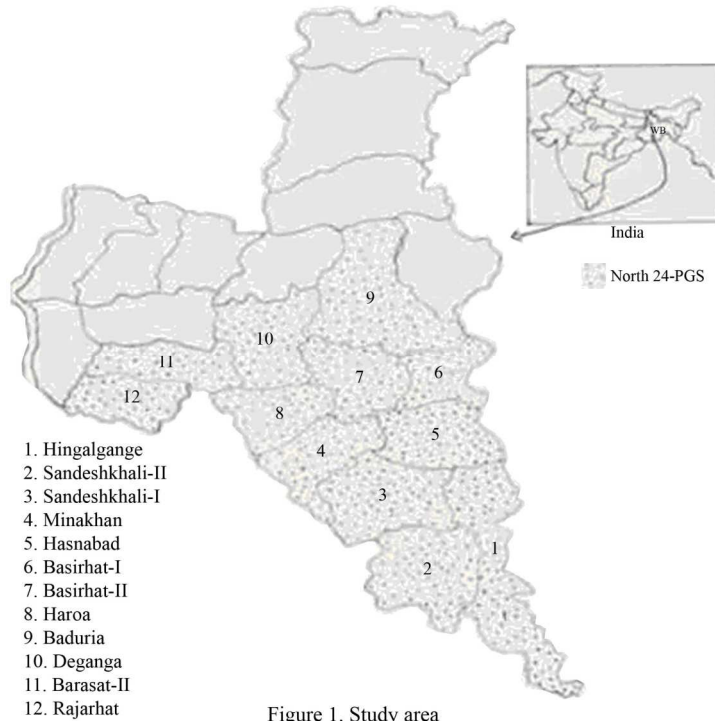 WB
India
North 24-PGS
9
10
11
7
6
12
8
5
4
3
1
2
1. Hingalgange
2. Sandeshkhali-II
3. Sandeshkhali-I
4. Minakhan
5. Hasnabad
6. Basirhat-I
7. Basirhat-II
8. Haroa
9. Baduria
10. Deganga
11. Barasat-II
12. Rajarhat
Figure 1. Study area